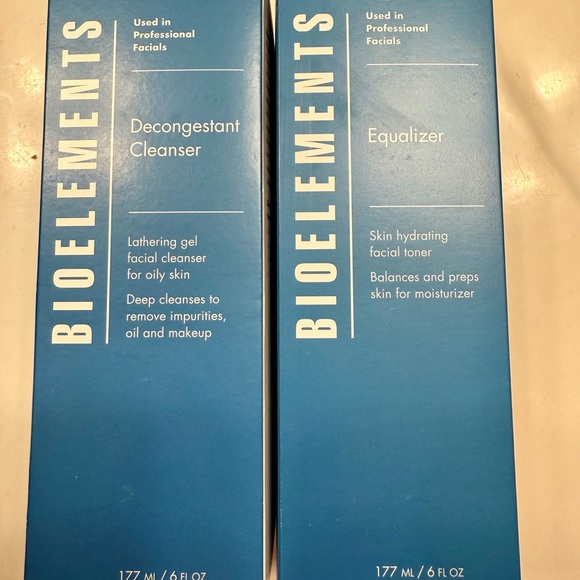 BIOELEMENTS
Used in
Professional
Facials
Decongestant
Cleanser
Lathering gel
facial cleanser
for oily skin
Deep cleanses to
remove impurities,
oil and makeup
177 ML / 6 FL OZ
BIOELEMENTS
Used in
Professional
Facials
Equalizer
Skin hydrating
facial toner
Balances and preps
skin for moisturizer
177 ML / 6 FL OZ